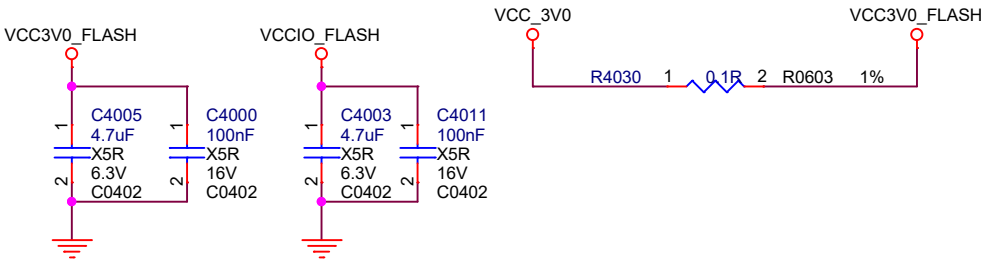 VCC_3V0
VCC3V0_FLASH
VCC3V0_FLASH
VCCIO_FLASH
R4030 1 0.1R 2 R0603 1%
1
C4005
4.7uF
X5R
6.3V
C0402
2
1
C4000
100nF
X5R
16V
C0402
2
1
C4003
4.7uF
X5R
6.3V
C0402
2
1
C4011
100nF
X5R
16V
C0402
2